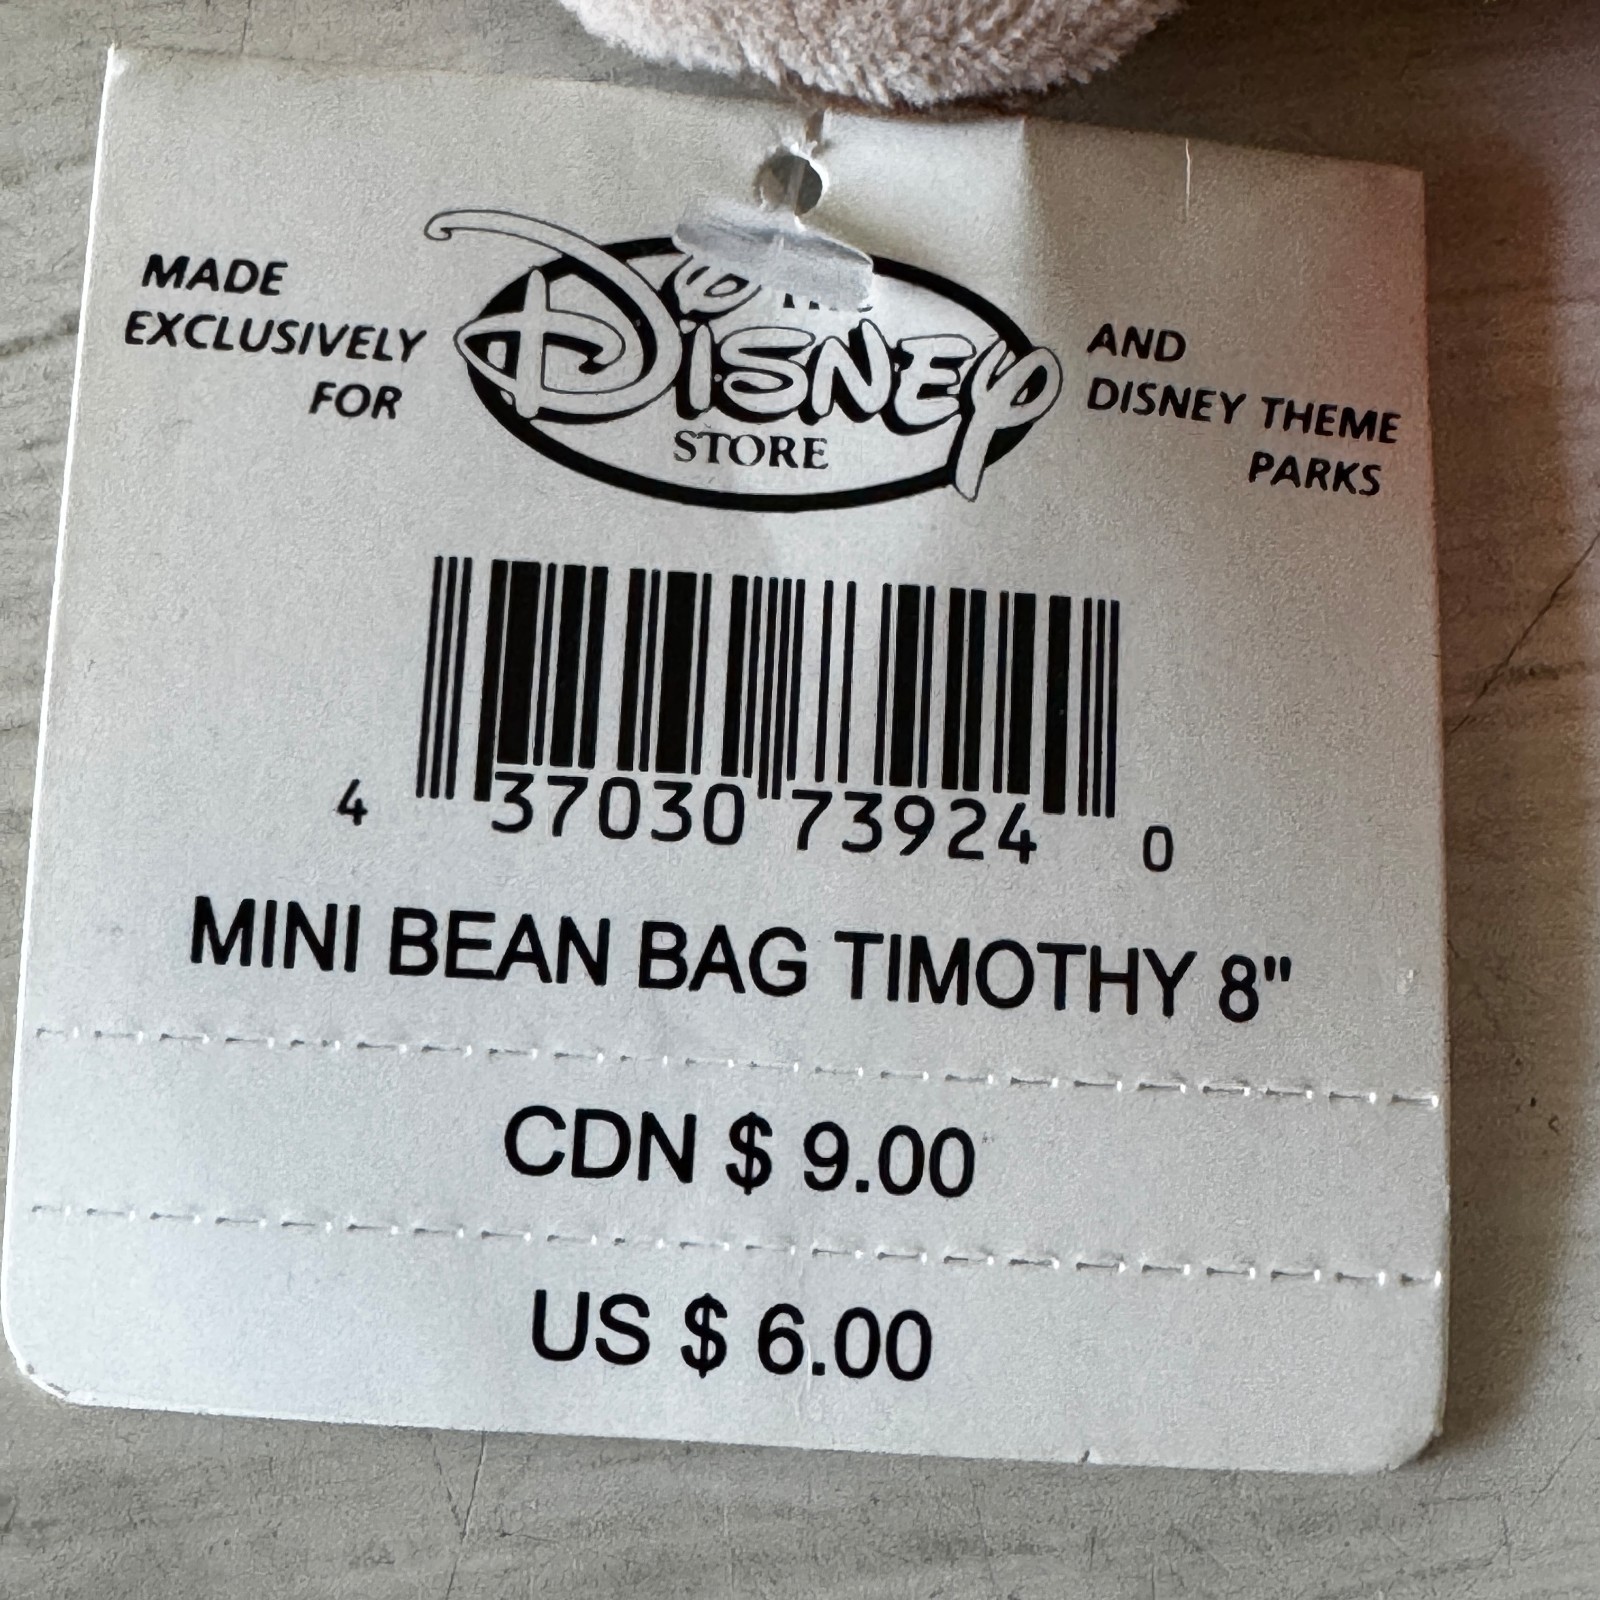 MADE
EXCLUSIVELY
FOR
DISNEY
STORE
AND
DISNEY THEME
PARKS
4 37030 73924 0
MINI BEAN BAG TIMOTHY 8"
CDN $ 9.00
US $ 6.00